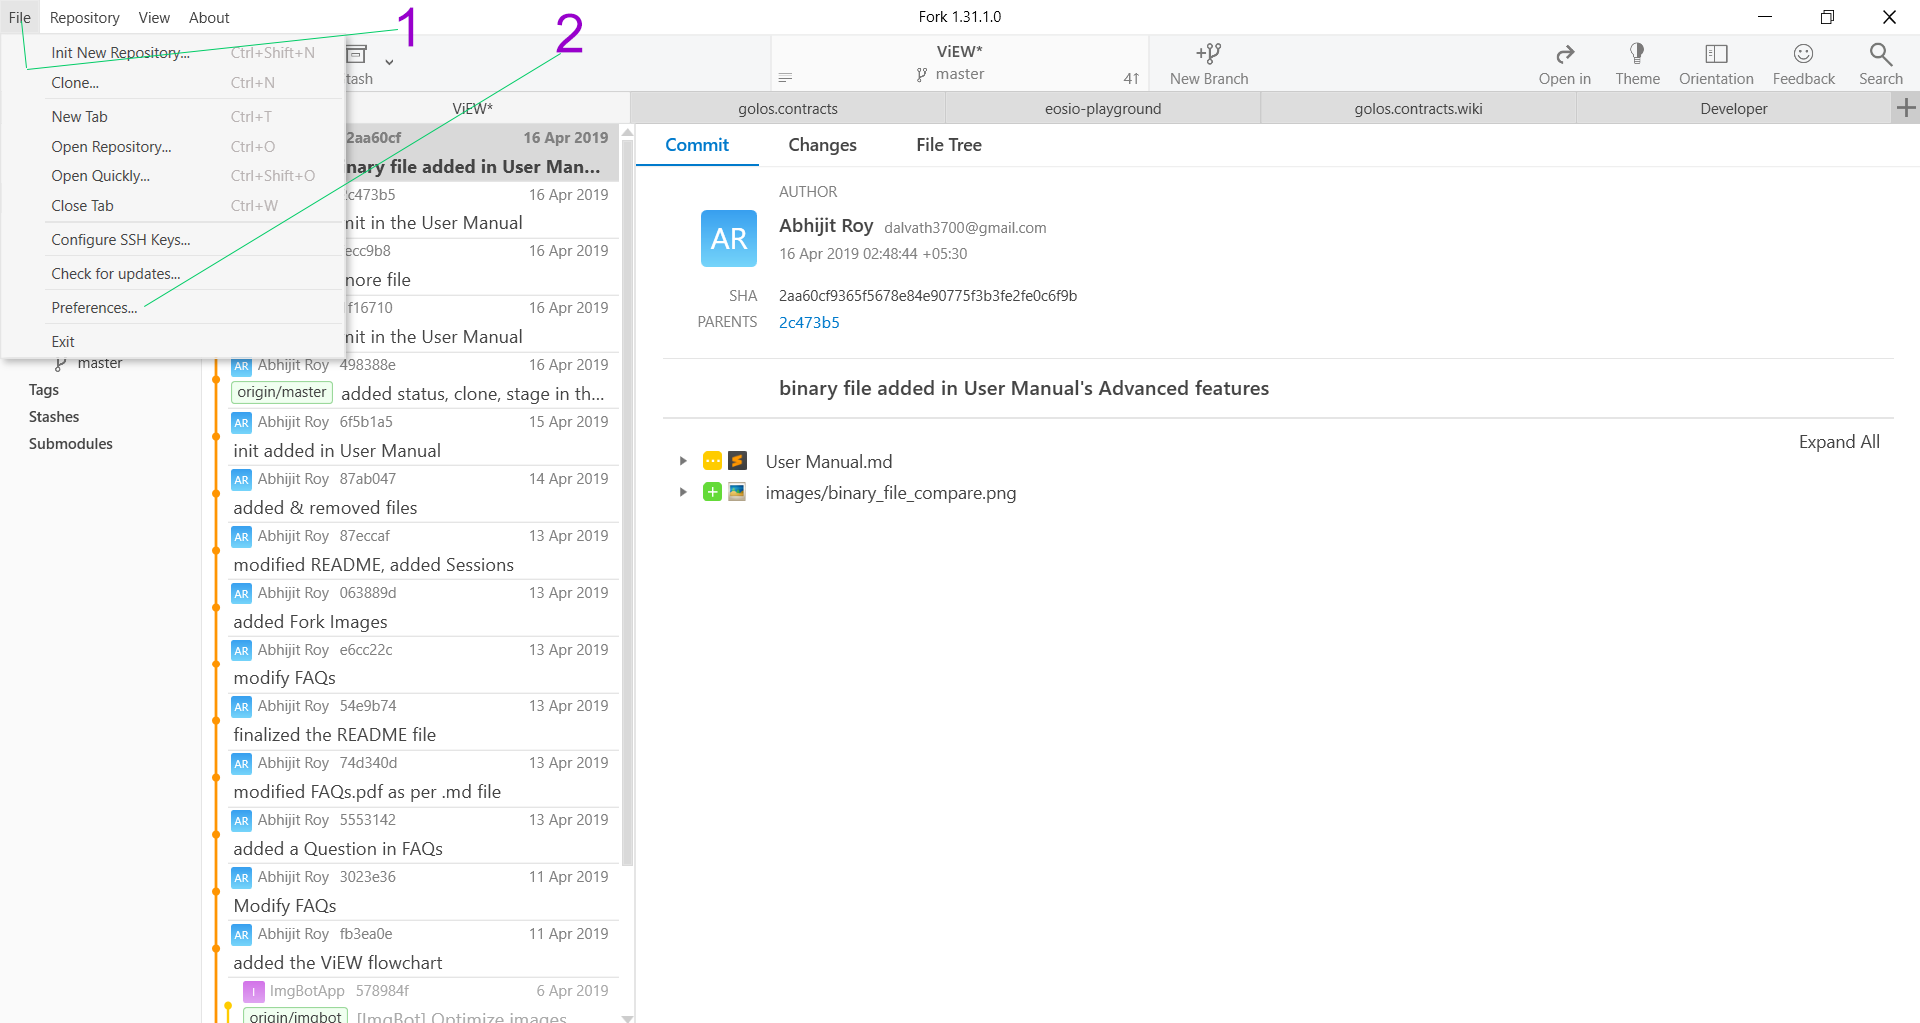 File Repository View About Fork 1.31.1.0
1
2
Init New Repository... Ctrl+Shift+N
Clone... Ctrl+N
New Tab Ctrl+T
Open Repository... Ctrl+O
Open Quickly... Ctrl+Shift+O
Close Tab Ctrl+W
Configure SSH Keys...
Check for updates...
Preferences...
Exit
tash
ViEW*
master
4↑
New Branch
Open in
Theme
Orientation
Feedback
Search
ViEW*
golos.contracts
eosio-playground
golos.contracts.wiki
Developer
master
Tags
Stashes
Submodules
2aa60cf 16 Apr 2019
inary file added in User Man...
2c473b5 16 Apr 2019
mit in the User Manual
ecc9b8 16 Apr 2019
nore file
1f16710 16 Apr 2019
mit in the User Manual
AR Abhijit Roy 498388e 16 Apr 2019
origin/master added status, clone, stage in th...
AR Abhijit Roy 6f5b1a5 15 Apr 2019
init added in User Manual
AR Abhijit Roy 87ab047 14 Apr 2019
added & removed files
AR Abhijit Roy 87eccaf 13 Apr 2019
modified README, added Sessions
AR Abhijit Roy 063889d 13 Apr 2019
added Fork Images
AR Abhijit Roy e6cc22c 13 Apr 2019
modify FAQs
AR Abhijit Roy 54e9b74 13 Apr 2019
finalized the README file
AR Abhijit Roy 74d340d 13 Apr 2019
modified FAQs.pdf as per .md file
AR Abhijit Roy 5553142 13 Apr 2019
added a Question in FAQs
AR Abhijit Roy 3023e36 11 Apr 2019
Modify FAQs
AR Abhijit Roy fb3ea0e 11 Apr 2019
added the ViEW flowchart
I ImgBotApp 578984f 6 Apr 2019
origin/imgbot [ImgBot] Optimize images
Commit Changes File Tree
AUTHOR
AR
Abhijit Roy dalvath3700@gmail.com
16 Apr 2019 02:48:44 +05:30
SHA 2aa60cf9365f5678e84e90775f3b3fe2fe0c6f9b
PARENTS 2c473b5
binary file added in User Manual's Advanced features
Expand All
User Manual.md
images/binary_file_compare.png